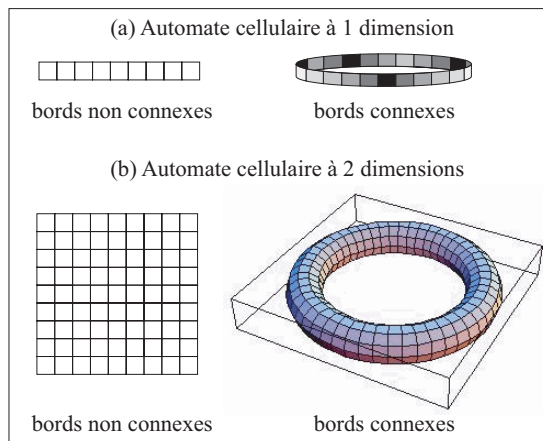 (a) Automate cellulaire à 1 dimension
bords non connexes
bords connexes
(b) Automate cellulaire à 2 dimensions
bords non connexes
bords connexes